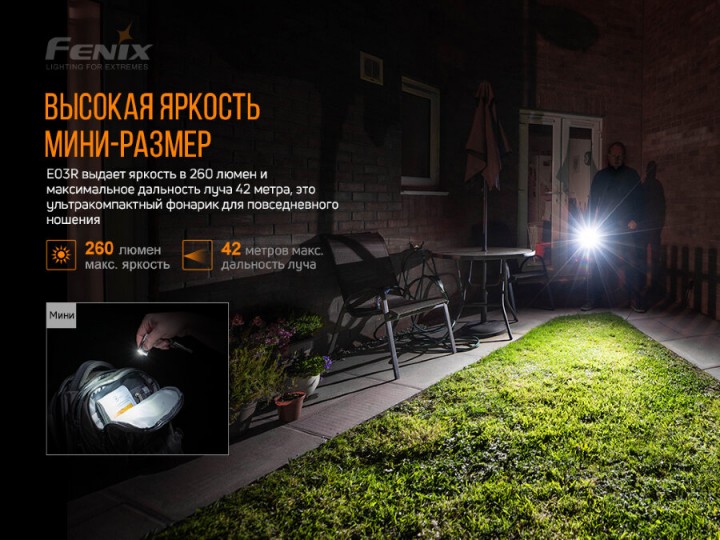 FENIX
LIGHTING FOR EXTREMES
ВЫСОКАЯ ЯРКОСТЬ
МИНИ-РАЗМЕР
E03R выдает яркость в 260 люмен и
максимальное дальность луча 42 метра, это
ультракомпактный фонарик для повседневного
ношения
260 люмен
макс. яркость
42 метров макс.
дальность луча
Мини